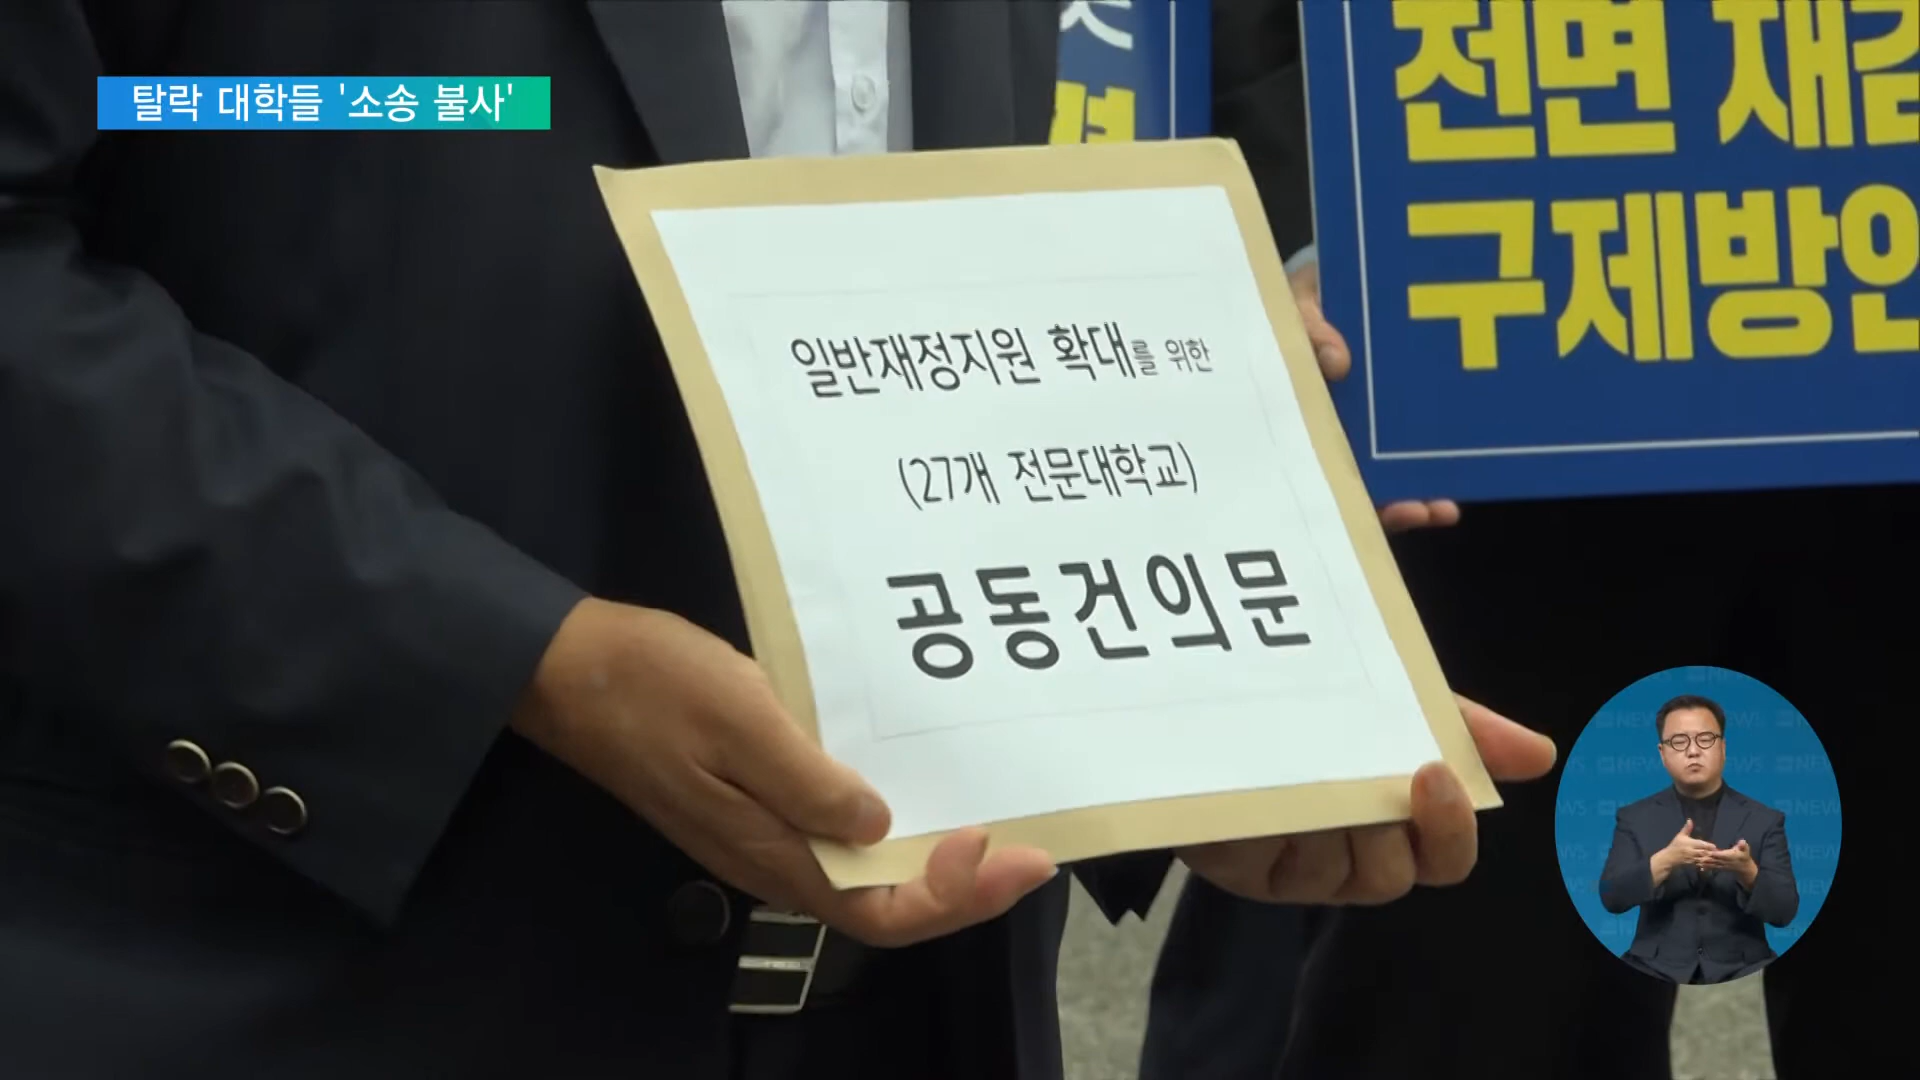 탈락 대학들 '소송 불사'
일반재정지원 확대를 위한
(27개 전문대학교)
공동건의문
전면
구제방안
NEWS